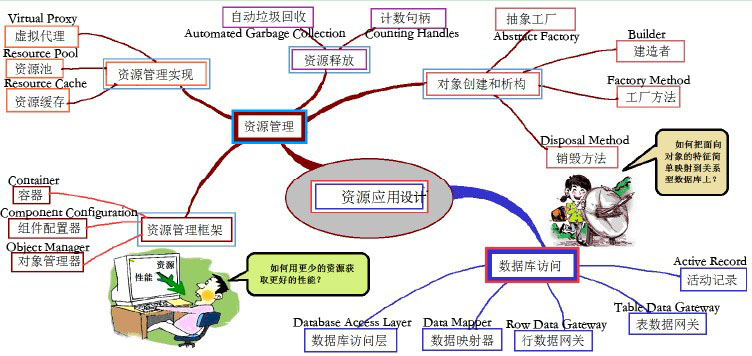 Virtual Proxy
虚拟代理
Resource Pool
资源池
Resource Cache
资源缓存
资源管理实现
自动垃圾回收
Automated Garbage Collection
计数句柄
Counting Handles
资源释放
抽象工厂
Abstract Factory
Builder
建造者
Factory Method
工厂方法
对象创建和析构
Disposal Method
销毁方法
资源管理
Container
容器
Component Configuration
组件配置器
Object Manager
对象管理器
资源管理框架
资源应用设计
如何把面向
对象的特征简
单映射到关系
型数据库上？
资源
性能
如何用更少的资源获
取更好的性能？
数据库访问
Active Record
活动记录
Table Data Gateway
表数据网关
Row Data Gateway
行数据网关
Data Mapper
数据映射器
Database Access Layer
数据库访问层